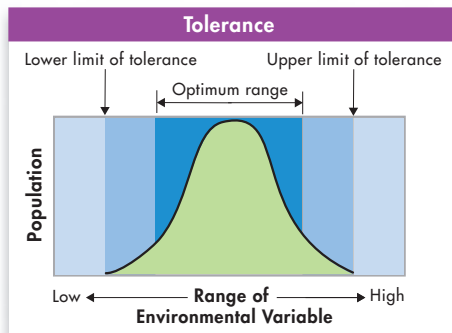 Tolerance
Lower limit of tolerance
Upper limit of tolerance
Optimum range
Population
Low
Range of
Environmental Variable
High